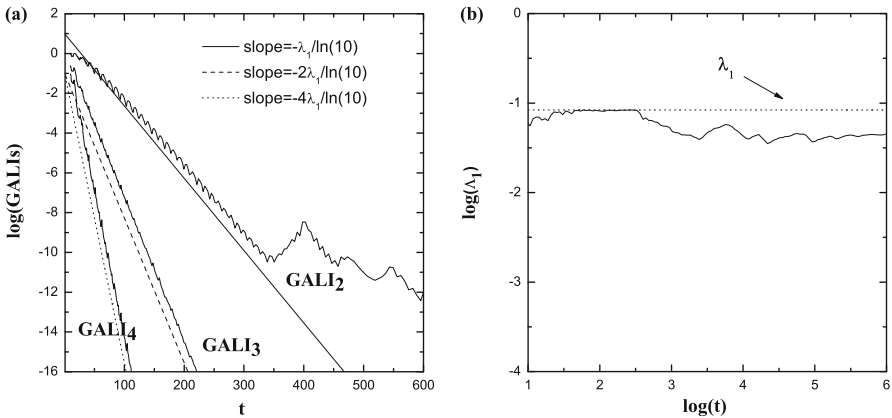 (a)
slope=-λ1/ln(10)
slope=-2λ1/ln(10)
slope=-4λ1/ln(10)
2
0
-2
-4
-6
-8
-10
-12
-14
-16
log(GALIs)
GALI2
GALI3
GALI4
100
200
300
400
500
600
t
(b)
0
-1
-2
-3
-4
log(Λ1)
λ1
1
2
3
4
5
6
log(t)